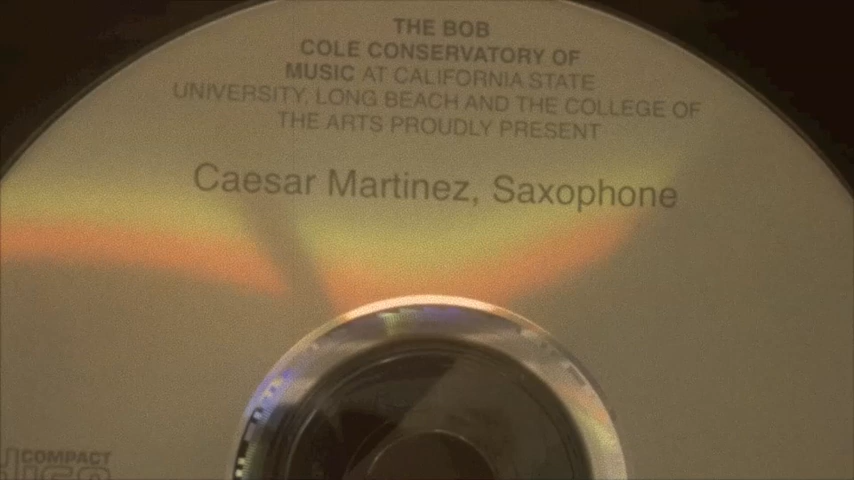 THE BOB
COLE CONSERVATORY OF
MUSIC AT CALIFORNIA STATE
UNIVERSITY, LONG BEACH AND THE COLLEGE OF
THE ARTS PROUDLY PRESENT
Caesar Martinez, Saxophone
COMPACT
disc